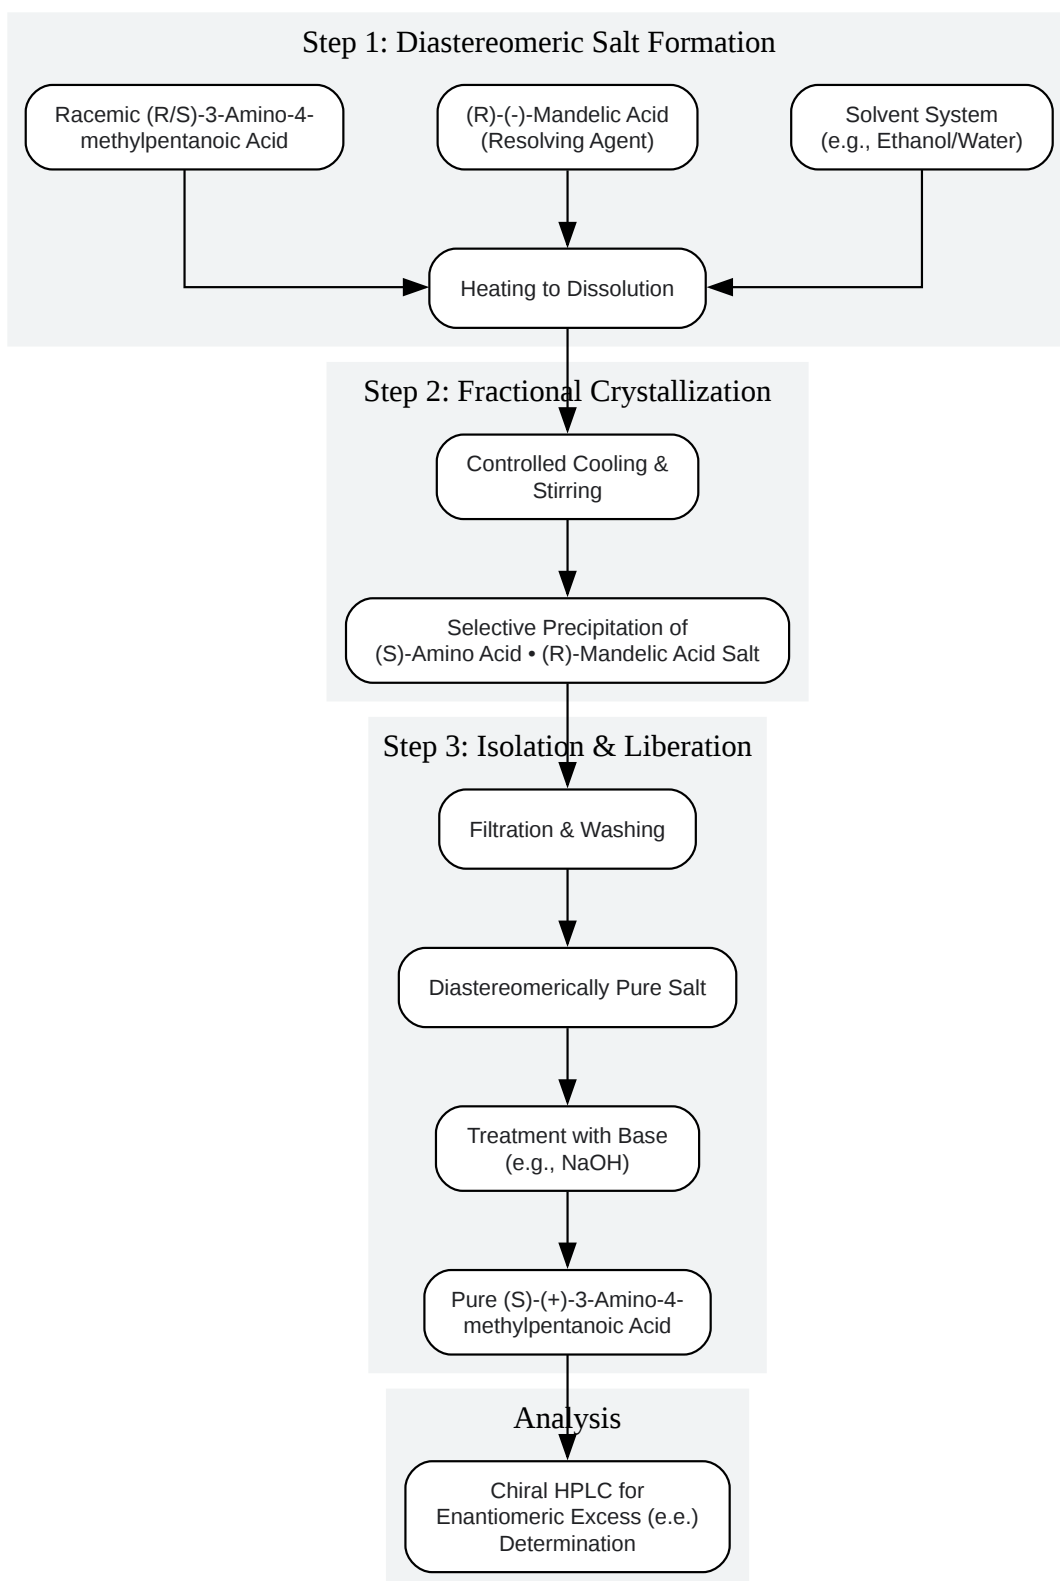 Step 1: Diastereomeric Salt Formation
Racemic (R/S)-3-Amino-4-
methylpentanoic Acid
(R)-(-)-Mandelic Acid
(Resolving Agent)
Solvent System
(e.g., Ethanol/Water)
Heating to Dissolution
Step 2: Fractional Crystallization
Controlled Cooling &
Stirring
Selective Precipitation of
(S)-Amino Acid • (R)-Mandelic Acid Salt
Step 3: Isolation & Liberation
Filtration & Washing
Diastereomerically Pure Salt
Treatment with Base
(e.g., NaOH)
Pure (S)-(+)-3-Amino-4-
methylpentanoic Acid
Analysis
Chiral HPLC for
Enantiomeric Excess (e.e.)
Determination